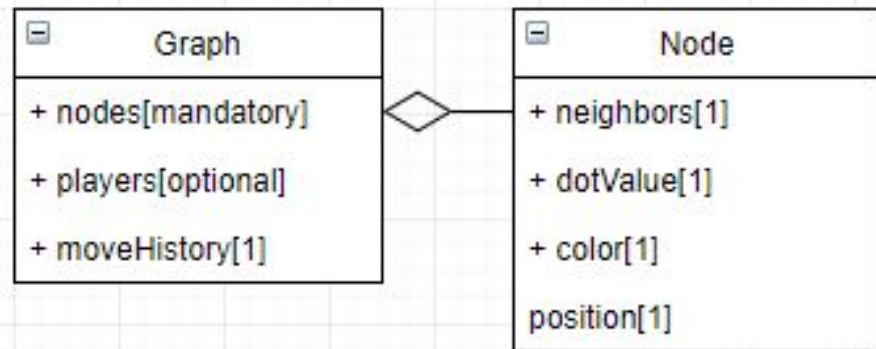 Graph
+ nodes[mandatory]
+ players[optional]
+ moveHistory[1]
Node
+ neighbors[1]
+ dotValue[1]
+ color[1]
position[1]